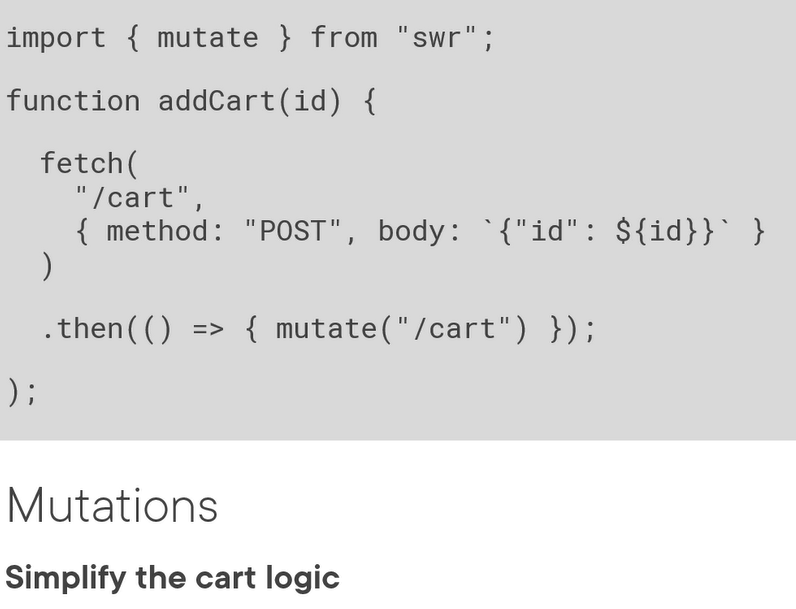 import { mutate } from "swr";
function addCart(id) {
fetch(
"/cart",
{ method: "POST", body: `{"id": ${id}}` }
)
.then(() => { mutate("/cart") });
);
Mutations
Simplify the cart logic